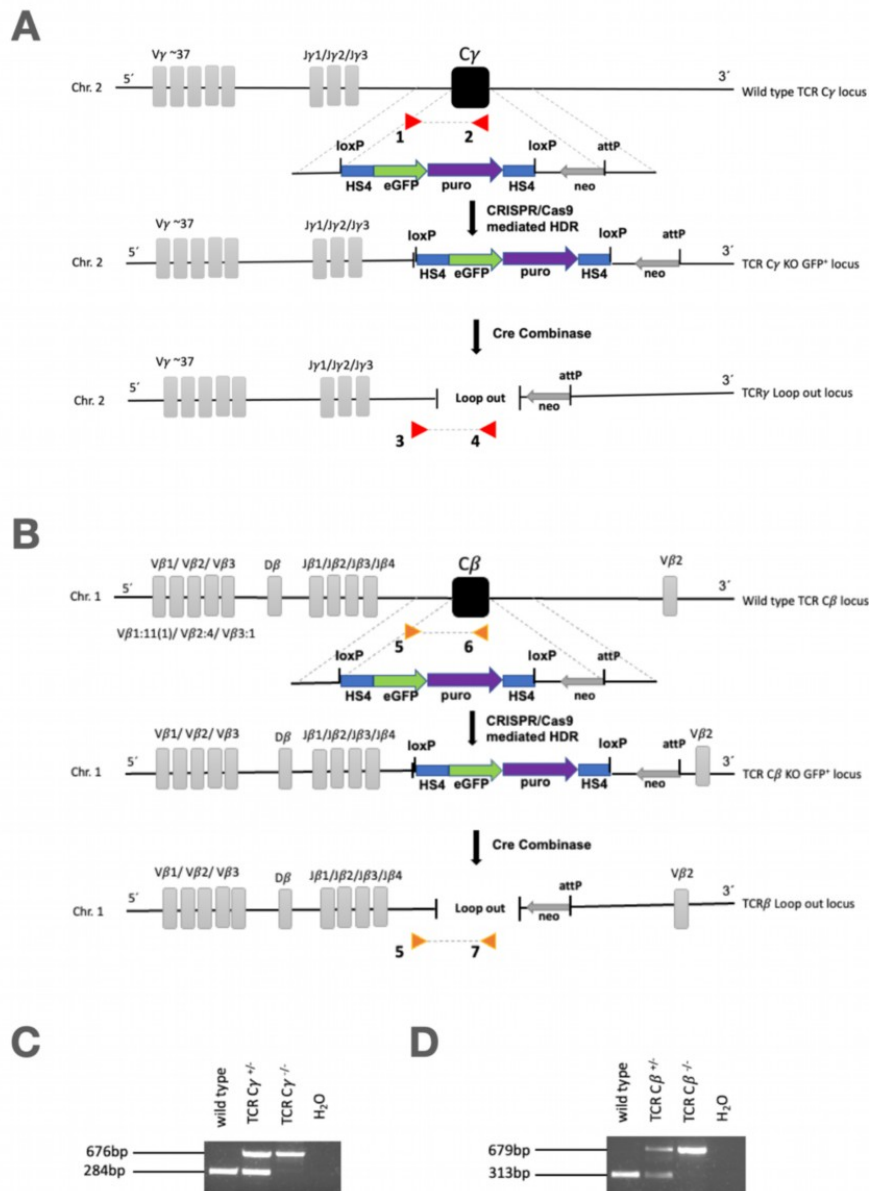 A
Vγ ~37
Jγ1/Jγ2/Jγ3
Cγ
Chr. 2
5´
3´
Wild type TCR Cγ locus
1
2
loxP
loxP
attP
HS4
eGFP
puro
HS4
neo
CRISPR/Cas9
mediated HDR
Vγ ~37
Jγ1/Jγ2/Jγ3
loxP
loxP
attP
Chr. 2
5´
3´
TCR Cγ KO GFP⁺ locus
HS4
eGFP
puro
HS4
neo
Cre Combinase
Vγ ~37
Jγ1/Jγ2/Jγ3
Chr. 2
5´
Loop out
attP
neo
3´
TCRγ Loop out locus
3
4
B
Vβ1/ Vβ2/ Vβ3
Dβ
Jβ1/Jβ2/Jβ3/Jβ4
Cβ
Vβ2
Chr. 1
5´
3´
Wild type TCR Cβ locus
Vβ1:11(1)/ Vβ2:4/ Vβ3:1
5
6
loxP
loxP
attP
HS4
eGFP
puro
HS4
neo
CRISPR/Cas9
mediated HDR
Vβ1/ Vβ2/ Vβ3
Dβ
Jβ1/Jβ2/Jβ3/Jβ4
loxP
loxP
attP
Vβ2
Chr. 1
5´
3´
TCR Cβ KO GFP⁺ locus
HS4
eGFP
puro
HS4
neo
Cre Combinase
Vβ1/ Vβ2/ Vβ3
Dβ
Jβ1/Jβ2/Jβ3/Jβ4
Vβ2
Chr. 1
5´
Loop out
attP
neo
3´
TCRβ Loop out locus
5
7
C
wild type
TCR Cγ +/-
TCR Cγ -/-
H₂O
676bp
284bp
D
wild type
TCR Cβ +/-
TCR Cβ -/-
H₂O
679bp
313bp